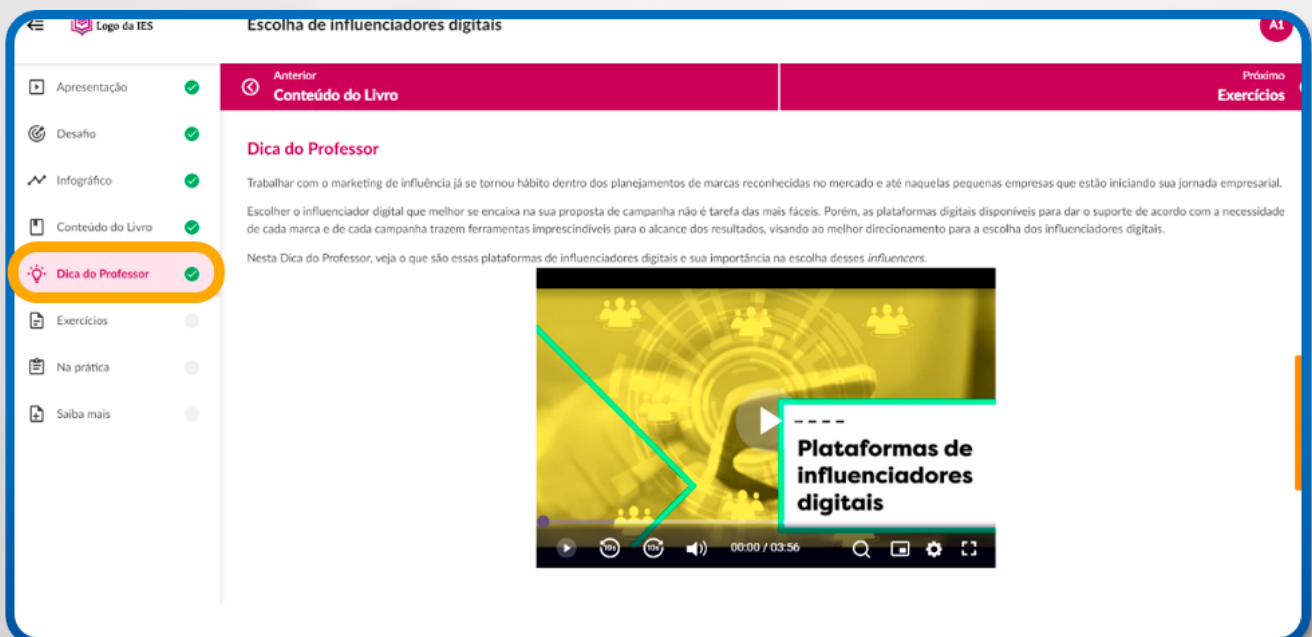 Logo da IES
Escolha de influenciadores digitais
A1
Apresentação
Desafio
Infográfico
Conteúdo do Livro
Dica do Professor
Exercícios
Na prática
Saiba mais
Anterior
Conteúdo do Livro
Próximo
Exercícios
Dica do Professor
Trabalhar com o marketing de influência já se tornou hábito dentro dos planejamentos de marcas reconhecidas no mercado e até naquelas pequenas empresas que estão iniciando sua jornada empresarial.
Escolher o influenciador digital que melhor se encaixa na sua proposta de campanha não é tarefa das mais fáceis. Porém, as plataformas digitais disponíveis para dar o suporte de acordo com a necessidade
de cada marca e de cada campanha trazem ferramentas imprescindíveis para o alcance dos resultados, visando ao melhor direcionamento para a escolha dos influenciadores digitais.
Nesta Dica do Professor, veja o que são essas plataformas de influenciadores digitais e sua importância na escolha desses influencers.
Plataformas de
influenciadores
digitais
10s
10s
00:00 / 03:56